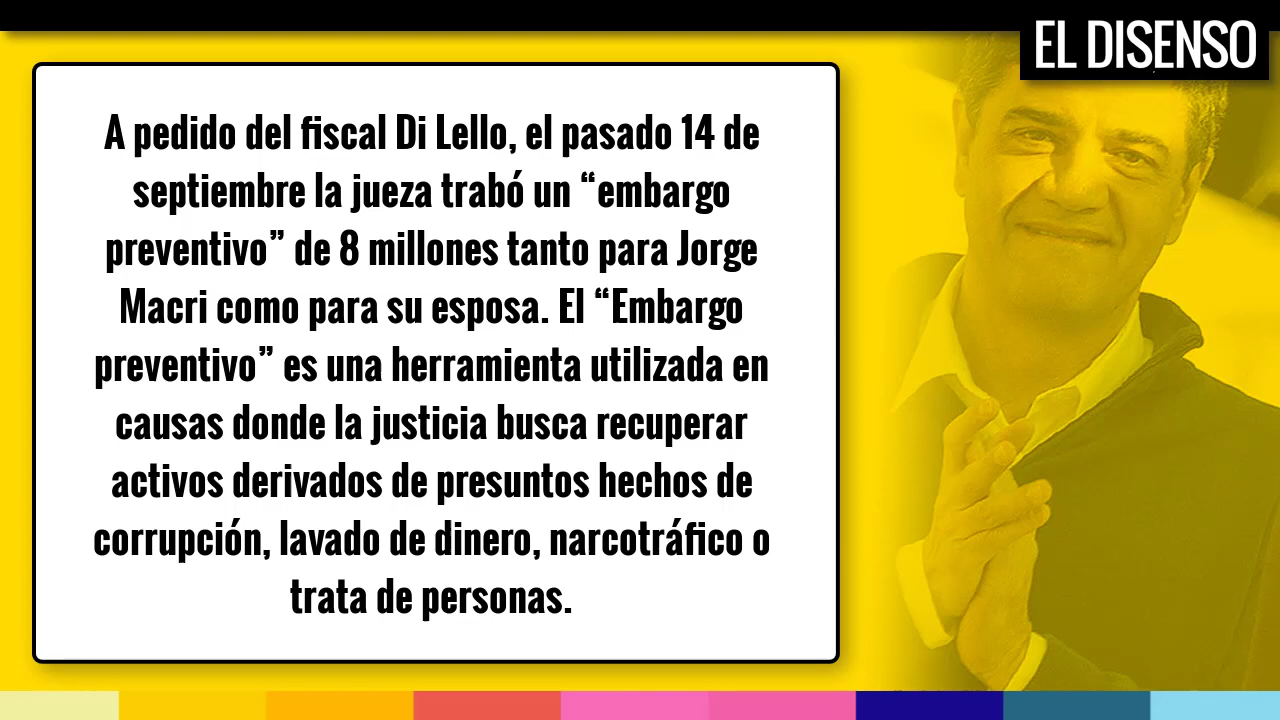 EL DISENSO
A pedido del fiscal Di Lello, el pasado 14 de
septiembre la jueza trabó un “embargo
preventivo” de 8 millones tanto para Jorge
Macri como para su esposa. El “Embargo
preventivo” es una herramienta utilizada en
causas donde la justicia busca recuperar
activos derivados de presuntos hechos de
corrupción, lavado de dinero, narcotráfico o
trata de personas.